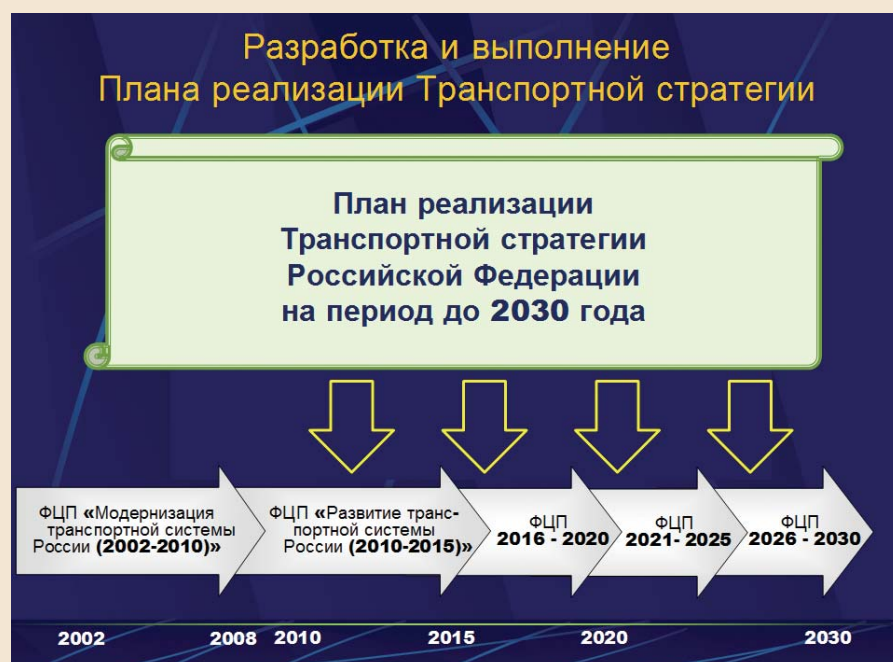 Разработка и выполнение
Плана реализации Транспортной стратегии
План реализации
Транспортной стратегии
Российской Федерации
на период до 2030 года
ФЦП «Модернизация
транспортной системы
России (2002-2010)»
ФЦП «Развитие транс-
портной системы
России (2010-2015)»
ФЦП
2016 - 2020
ФЦП
2021- 2025
ФЦП
2026 - 2030
2002
2008
2010
2015
2020
2030